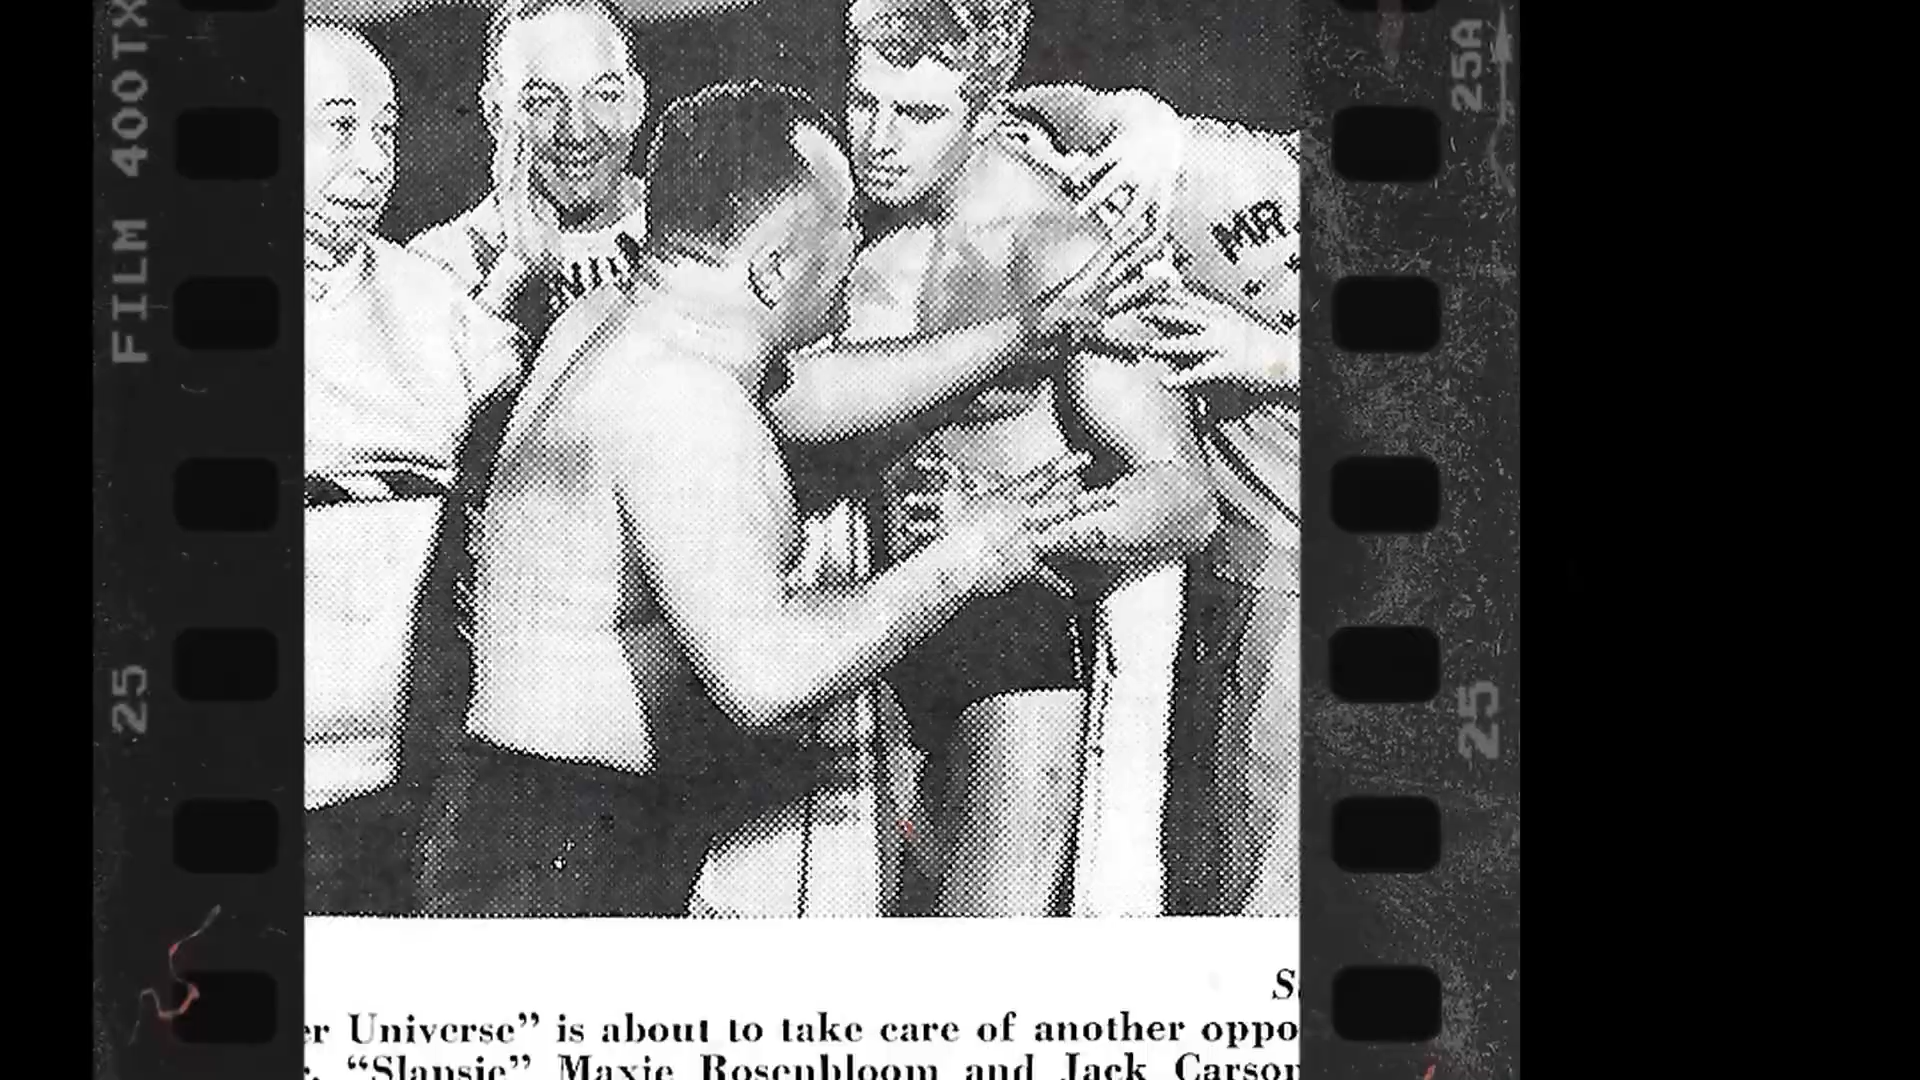 FILM 400TX
25
25A
25
MR.
er Universe” is about to take care of another oppo
r. “Slapsie” Maxie Rosenbloom and Jack Carson